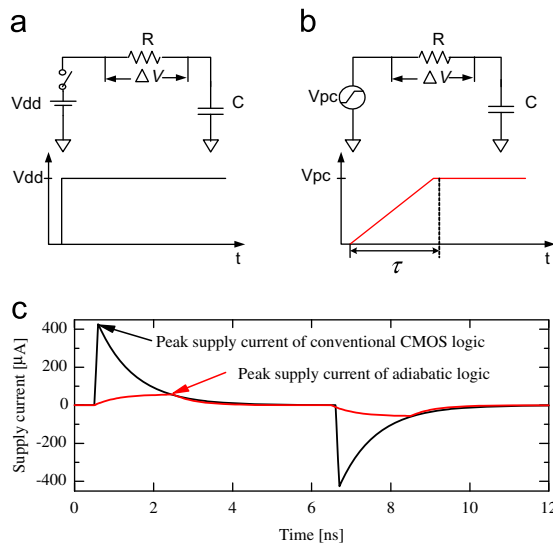 a
b
R
R
ΔV
ΔV
Vdd
C
Vpc
C
Vdd
Vpc
t
t
τ
c
400
200
0
-200
-400
Supply current [μA]
Peak supply current of conventional CMOS logic
Peak supply current of adiabatic logic
0 2 4 6 8 10 12
Time [ns]